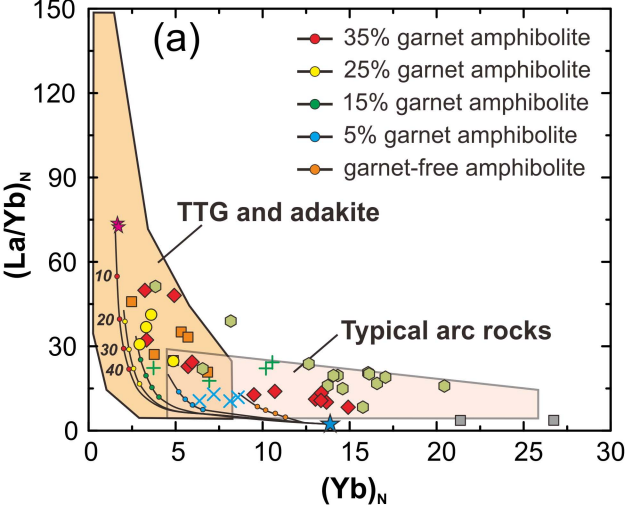 (a)
35% garnet amphibolite
25% garnet amphibolite
15% garnet amphibolite
5% garnet amphibolite
garnet-free amphibolite
TTG and adakite
Typical arc rocks
10
20
30
40
150
120
90
60
30
0
(La/Yb)N
0 5 10 15 20 25 30
(Yb)N